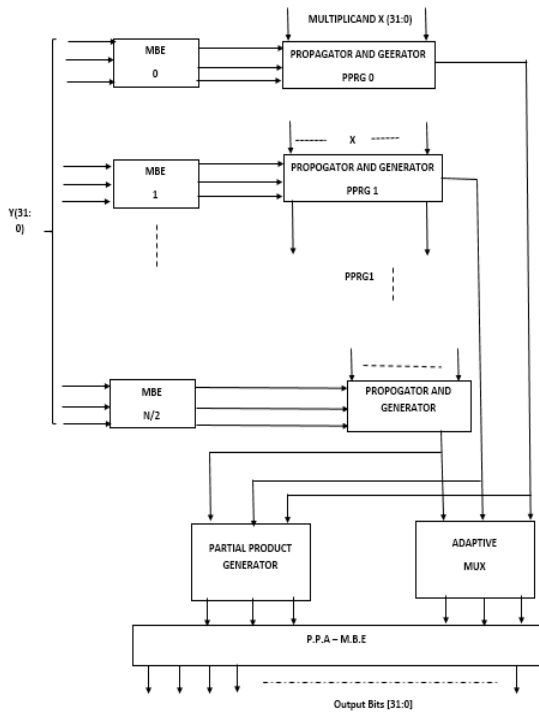 MULTIPLICAND X (31:0)
MBE
0
PROPAGATOR AND GEERATOR
PPRG 0
X
MBE
1
PROPOGATOR AND GENERATOR
PPRG 1
Y(31:
0)
PPRG1
MBE
N/2
PROPOGATOR AND
GENERATOR
PARTIAL PRODUCT
GENERATOR
ADAPTIVE
MUX
P.P.A – M.B.E
Output Bits [31:0]